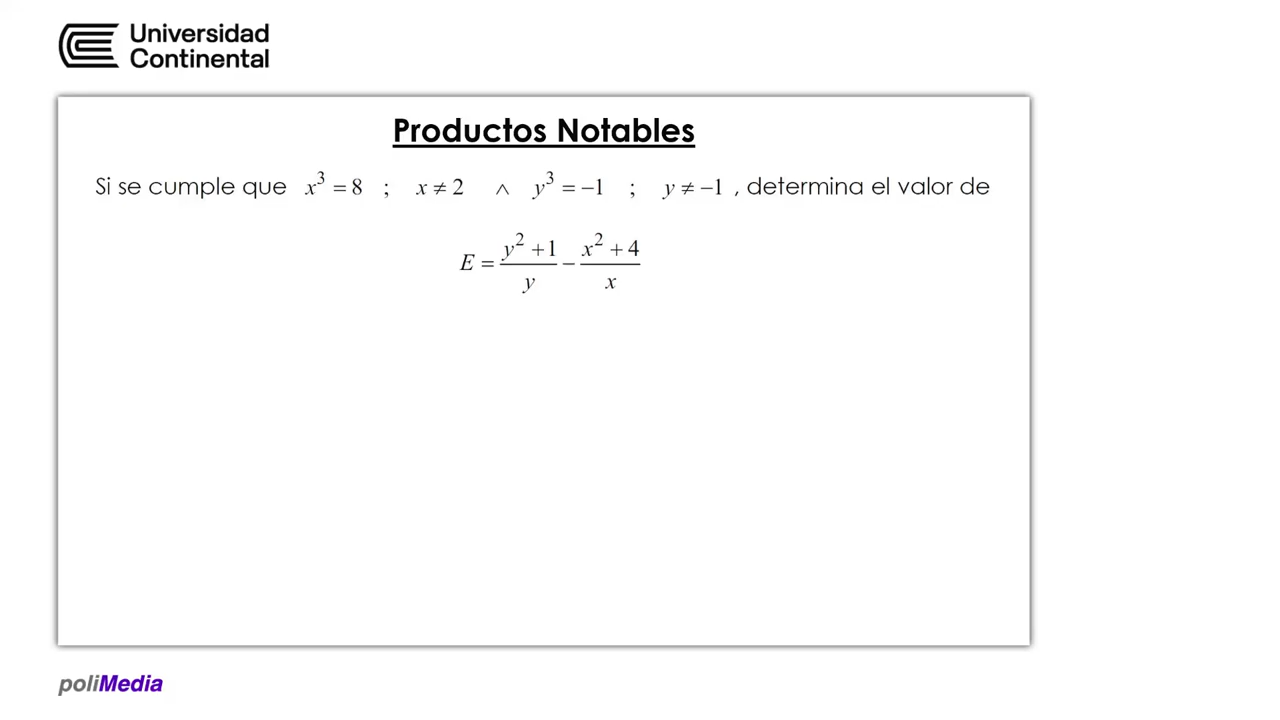 Universidad
Continental
Productos Notables
Si se cumple que x³ = 8 ; x ≠ 2 ∧ y³ = −1 ; y ≠ −1 , determina el valor de
E = (y² + 1)/y − (x² + 4)/x
poliMedia